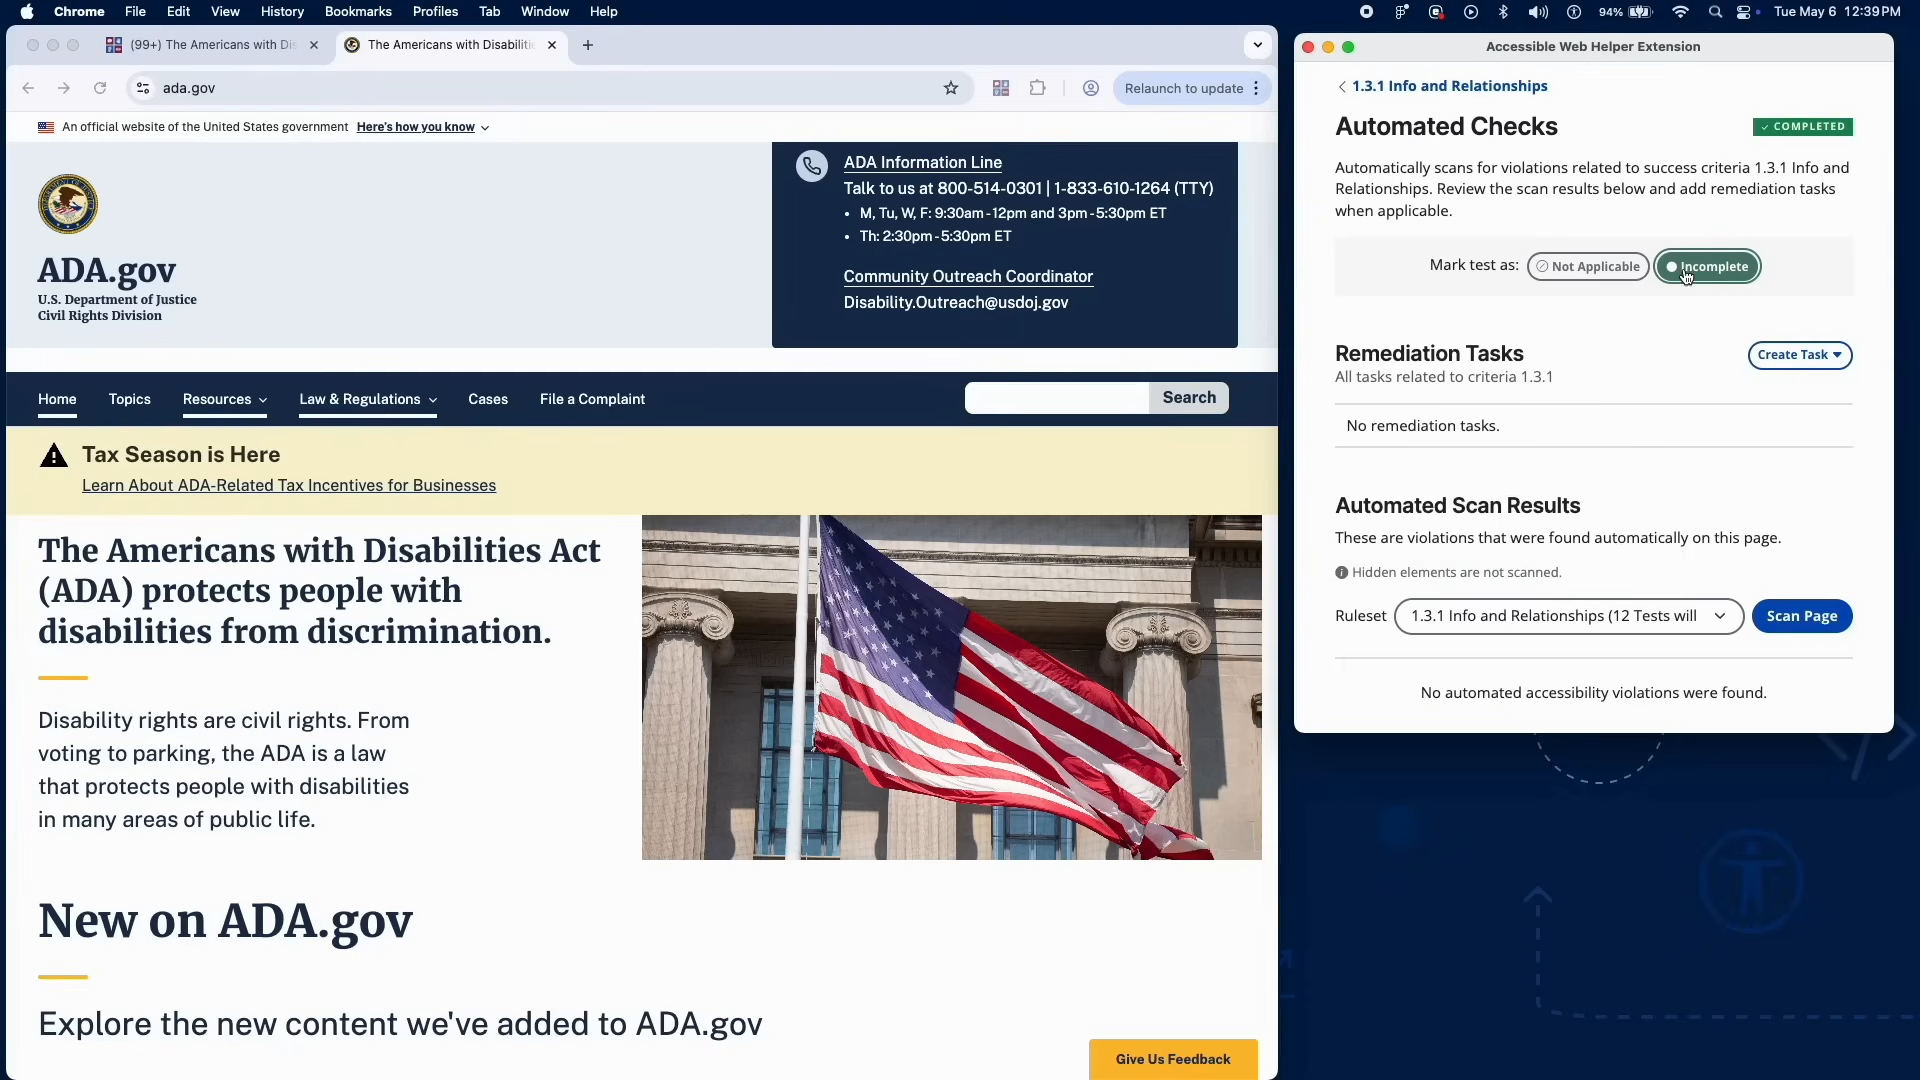 Chrome File Edit View History Bookmarks Profiles Tab Window Help
94% Tue May 6 12:39PM
(99+) The Americans with Dis
The Americans with Disabilitie
ada.gov
Relaunch to update
An official website of the United States government Here's how you know
ADA.gov
U.S. Department of Justice
Civil Rights Division
ADA Information Line
Talk to us at 800-514-0301 | 1-833-610-1264 (TTY)
• M, Tu, W, F: 9:30am - 12pm and 3pm - 5:30pm ET
• Th: 2:30pm - 5:30pm ET
Community Outreach Coordinator
Disability.Outreach@usdoj.gov
Home Topics Resources Law & Regulations Cases File a Complaint
Search
Tax Season is Here
Learn About ADA-Related Tax Incentives for Businesses
The Americans with Disabilities Act
(ADA) protects people with
disabilities from discrimination.
Disability rights are civil rights. From
voting to parking, the ADA is a law
that protects people with disabilities
in many areas of public life.
New on ADA.gov
Explore the new content we've added to ADA.gov
Give Us Feedback
Accessible Web Helper Extension
1.3.1 Info and Relationships
Automated Checks
✓ COMPLETED
Automatically scans for violations related to success criteria 1.3.1 Info and
Relationships. Review the scan results below and add remediation tasks
when applicable.
Mark test as: Not Applicable Incomplete
Remediation Tasks
Create Task
All tasks related to criteria 1.3.1
No remediation tasks.
Automated Scan Results
These are violations that were found automatically on this page.
Hidden elements are not scanned.
Ruleset 1.3.1 Info and Relationships (12 Tests will Scan Page
No automated accessibility violations were found.